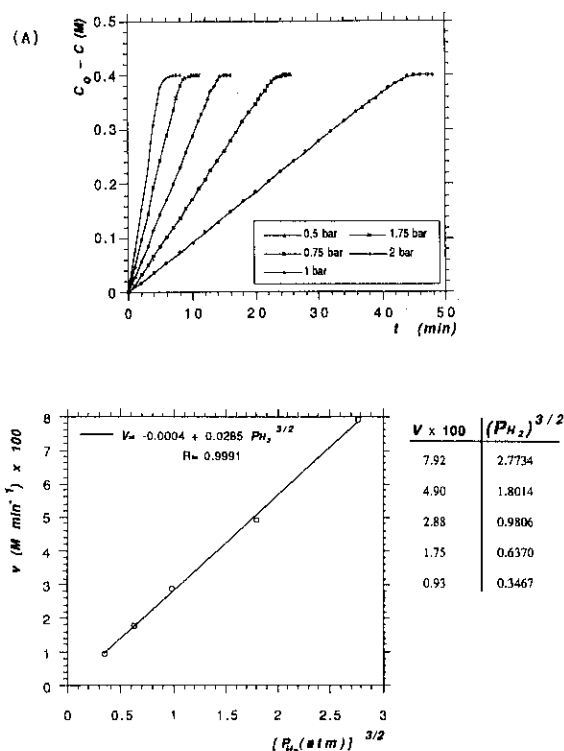 (A)
C₀ - C (M)
0.5
0.4
0.3
0.2
0.1
0
0.5 bar 1.75 bar
0.75 bar 2 bar
1 bar
0 10 20 30 40 50
t (min)
v (M min⁻¹) x 100
8
7
6
5
4
3
2
1
0
V= -0.0004 + 0.0285 P_H₂ ^3/2
R= 0.9991
0 0.5 1 1.5 2 2.5 3
{P_H₂(atm)} ^3/2
V x 100 (P_H₂)^3/2
7.92 2.7734
4.90 1.8014
2.88 0.9806
1.75 0.6370
0.93 0.3467